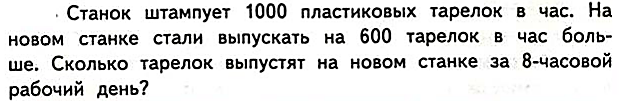 Станок штампует 1000 пластиковых тарелок в час. На
новом станке стали выпускать на 600 тарелок в час боль-
ше. Сколько тарелок выпустят на новом станке за 8-часовой
рабочий день?